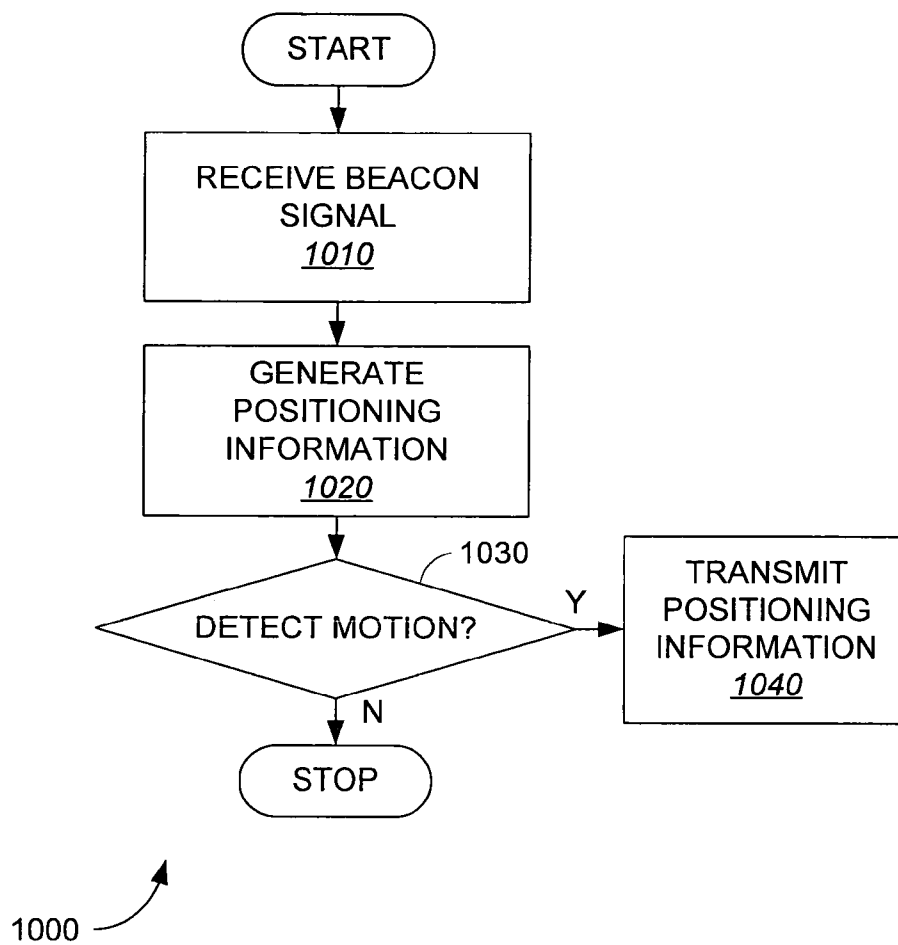 START
RECEIVE BEACON
SIGNAL
1010
GENERATE
POSITIONING
INFORMATION
1020
1030
DETECT MOTION?
Y
TRANSMIT
POSITIONING
INFORMATION
1040
N
STOP
1000